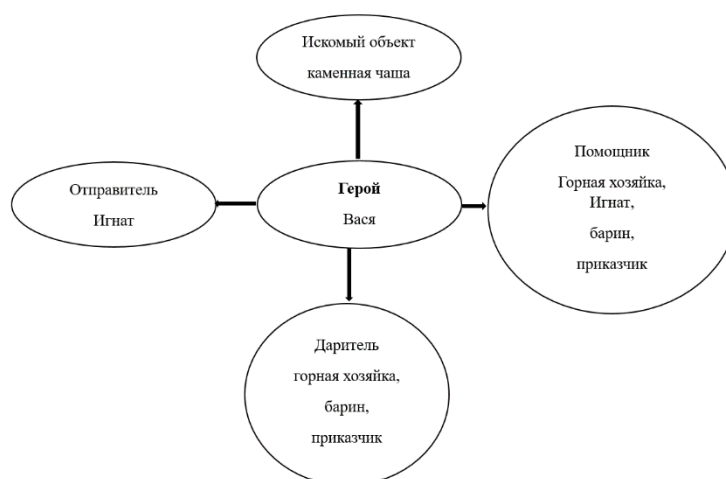 Искомый объект
каменная чаша
Отправитель
Игнат
Герой
Вася
Помощник
Горная хозяйка,
Игнат,
барин,
приказчик
Даритель
горная хозяйка,
барин,
приказчик